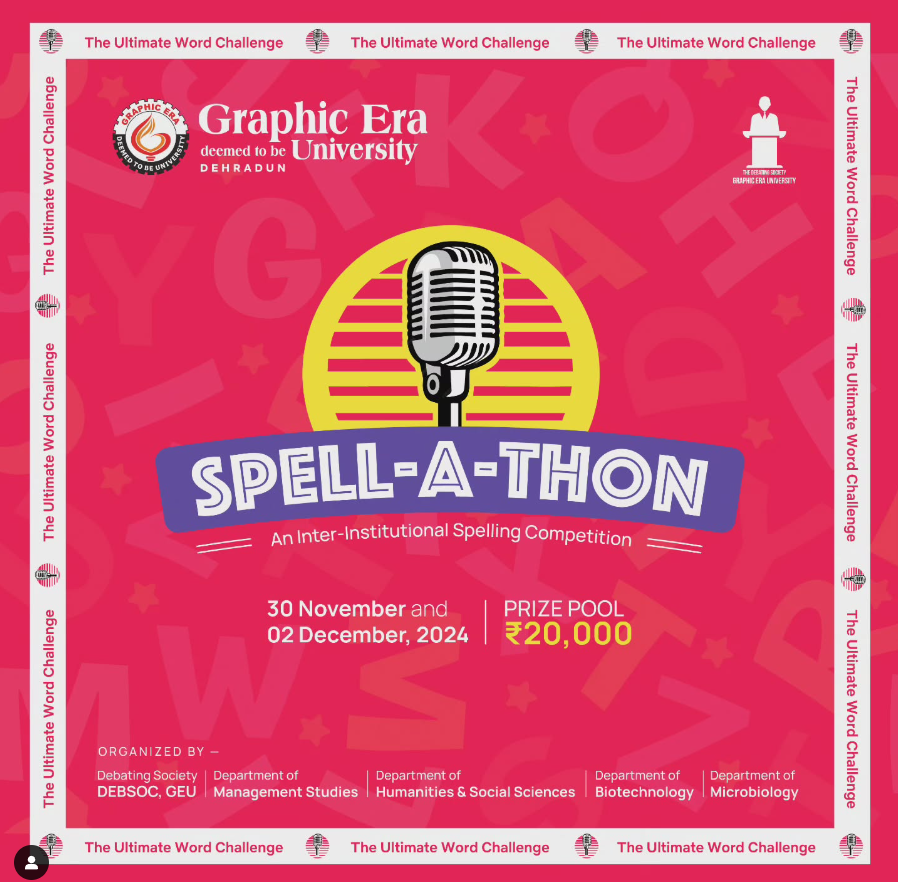 The Ultimate Word Challenge The Ultimate Word Challenge The Ultimate Word Challenge
The Ultimate Word Challenge
The Ultimate Word Challenge
The Ultimate Word Challenge
GRAPHIC ERA
DEEMED TO BE UNIVERSITY
Graphic Era
deemed to be University
DEHRADUN
THE DEBATING SOCIETY
GRAPHIC ERA UNIVERSITY
SPELL-A-THON
An Inter-Institutional Spelling Competition
30 November and
02 December, 2024
PRIZE POOL
₹20,000
ORGANIZED BY –
Debating Society
DEBSOC, GEU
Department of
Management Studies
Department of
Humanities & Social Sciences
Department of
Biotechnology
Department of
Microbiology
The Ultimate Word Challenge
The Ultimate Word Challenge
The Ultimate Word Challenge
The Ultimate Word Challenge The Ultimate Word Challenge The Ultimate Word Challenge